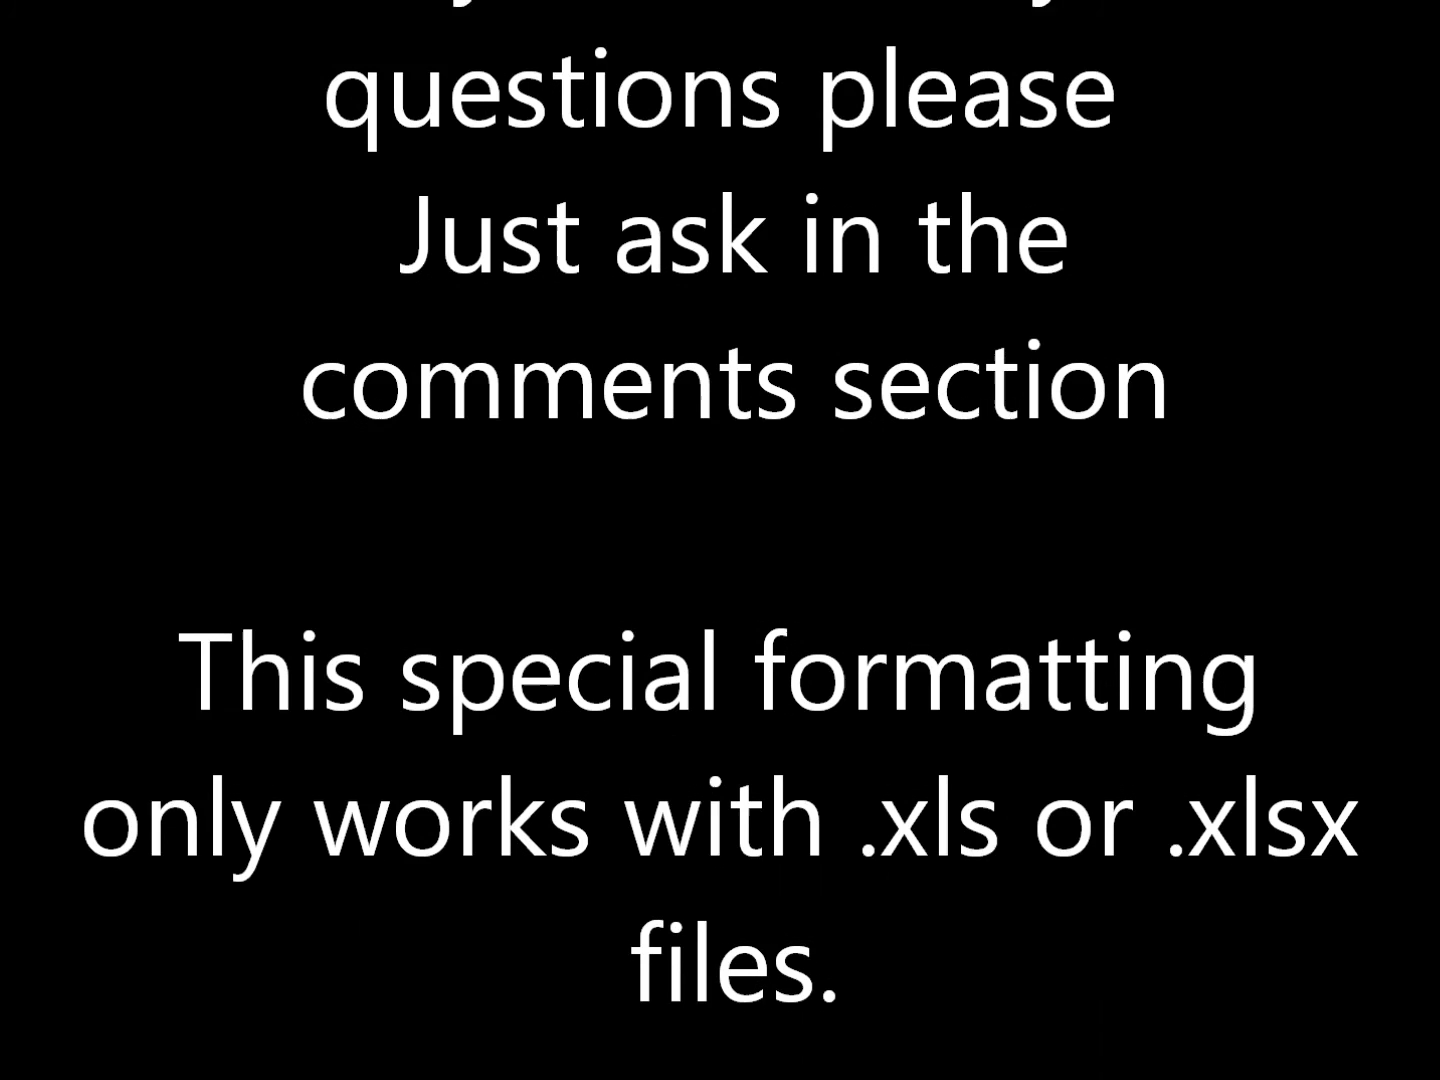 questions please
Just ask in the
comments section
This special formatting
only works with .xls or .xlsx
files.